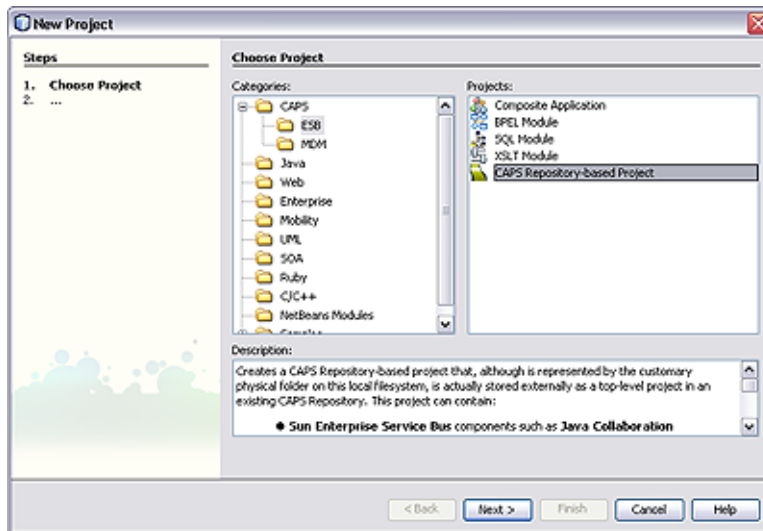 New Project
Steps
1. Choose Project
2. ...
Choose Project
Categories:
CAPS
ESB
MDM
Java
Web
Enterprise
Mobility
UML
SOA
Ruby
C/C++
NetBeans Modules
Samples
Projects:
Composite Application
BPEL Module
SQL Module
XSLT Module
CAPS Repository-based Project
Description:
Creates a CAPS Repository-based project that, although is represented by the customary
physical folder on this local filesystem, is actually stored externally as a top-level project in an
existing CAPS Repository. This project can contain:
● Sun Enterprise Service Bus components such as Java Collaboration
< Back
Next >
Finish
Cancel
Help